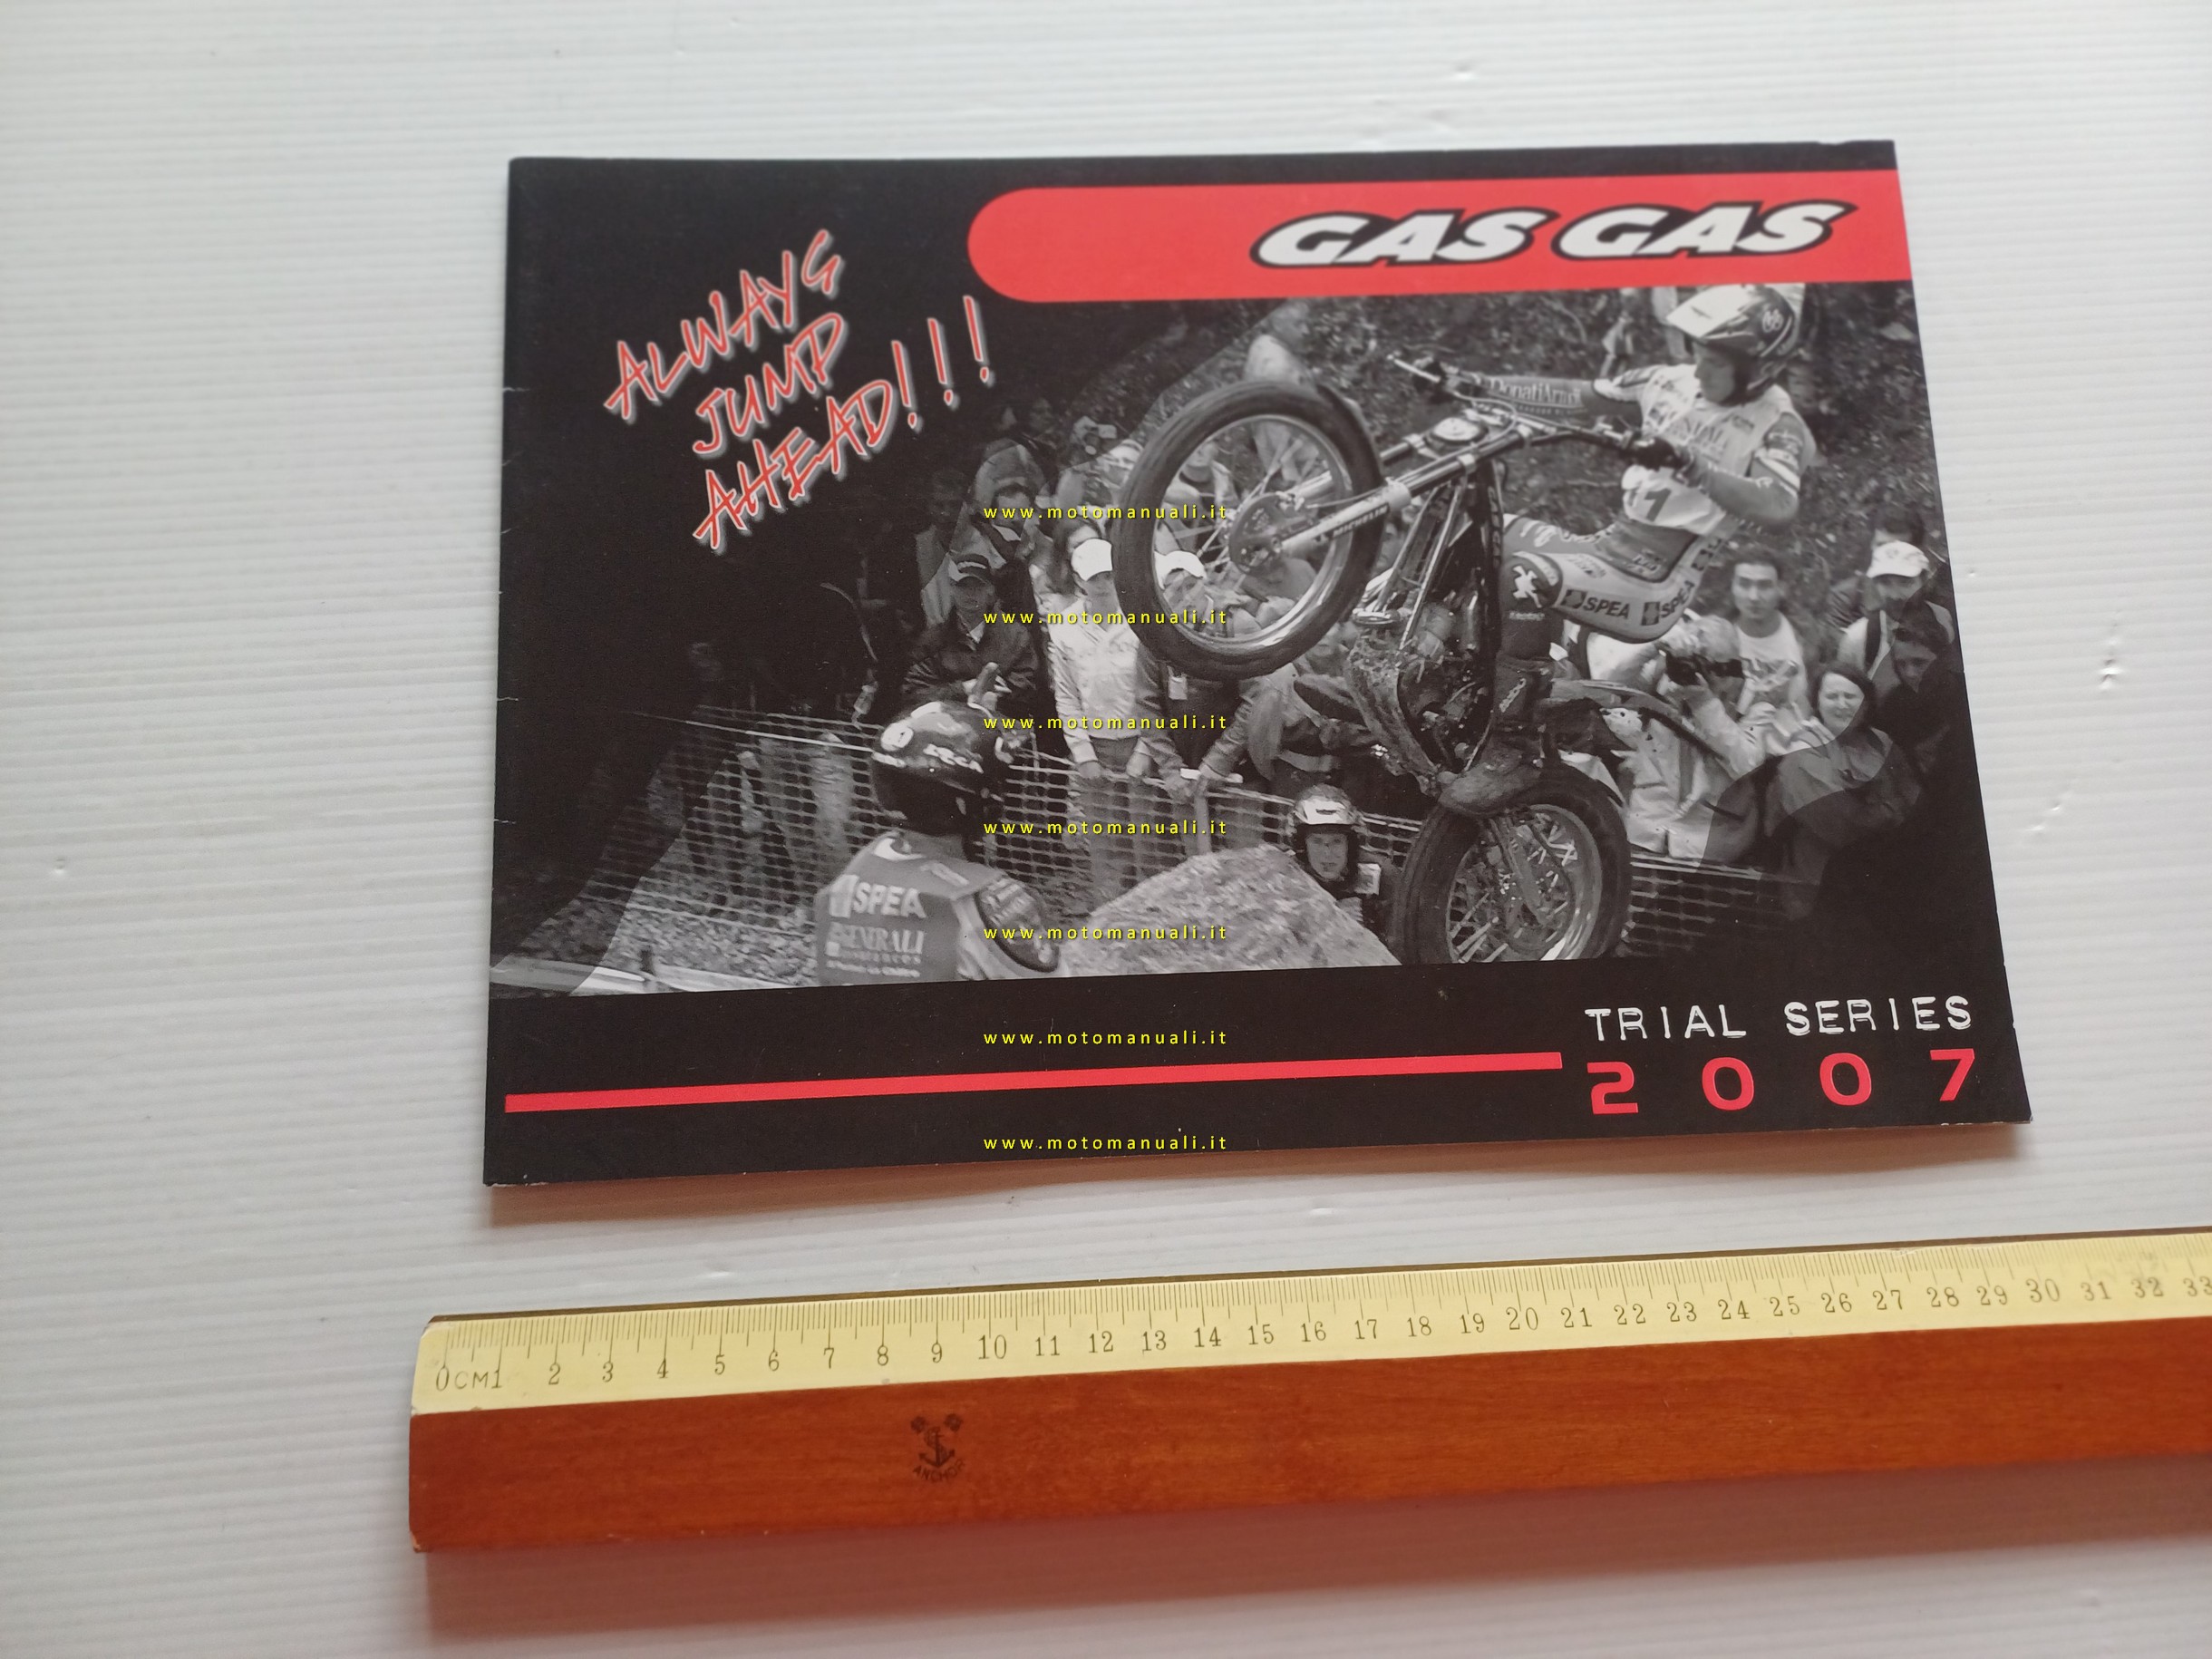 GAS GAS
ALWAYS
JUMP
AHEAD!!!
DonatiArredi
11
MICHELIN
www.motomanuali.it
SPEA
SPEA
www.motomanuali.it
www.motomanuali.it
www.motomanuali.it
SPEA
GENERALI
www.motomanuali.it
TRIAL SERIES
www.motomanuali.it
2007
www.motomanuali.it
0CM1 2 3 4 5 6 7 8 9 10 11 12 13 14 15 16 17 18 19 20 21 22 23 24 25 26 27 28 29 30 31 32 33
ANCHOR